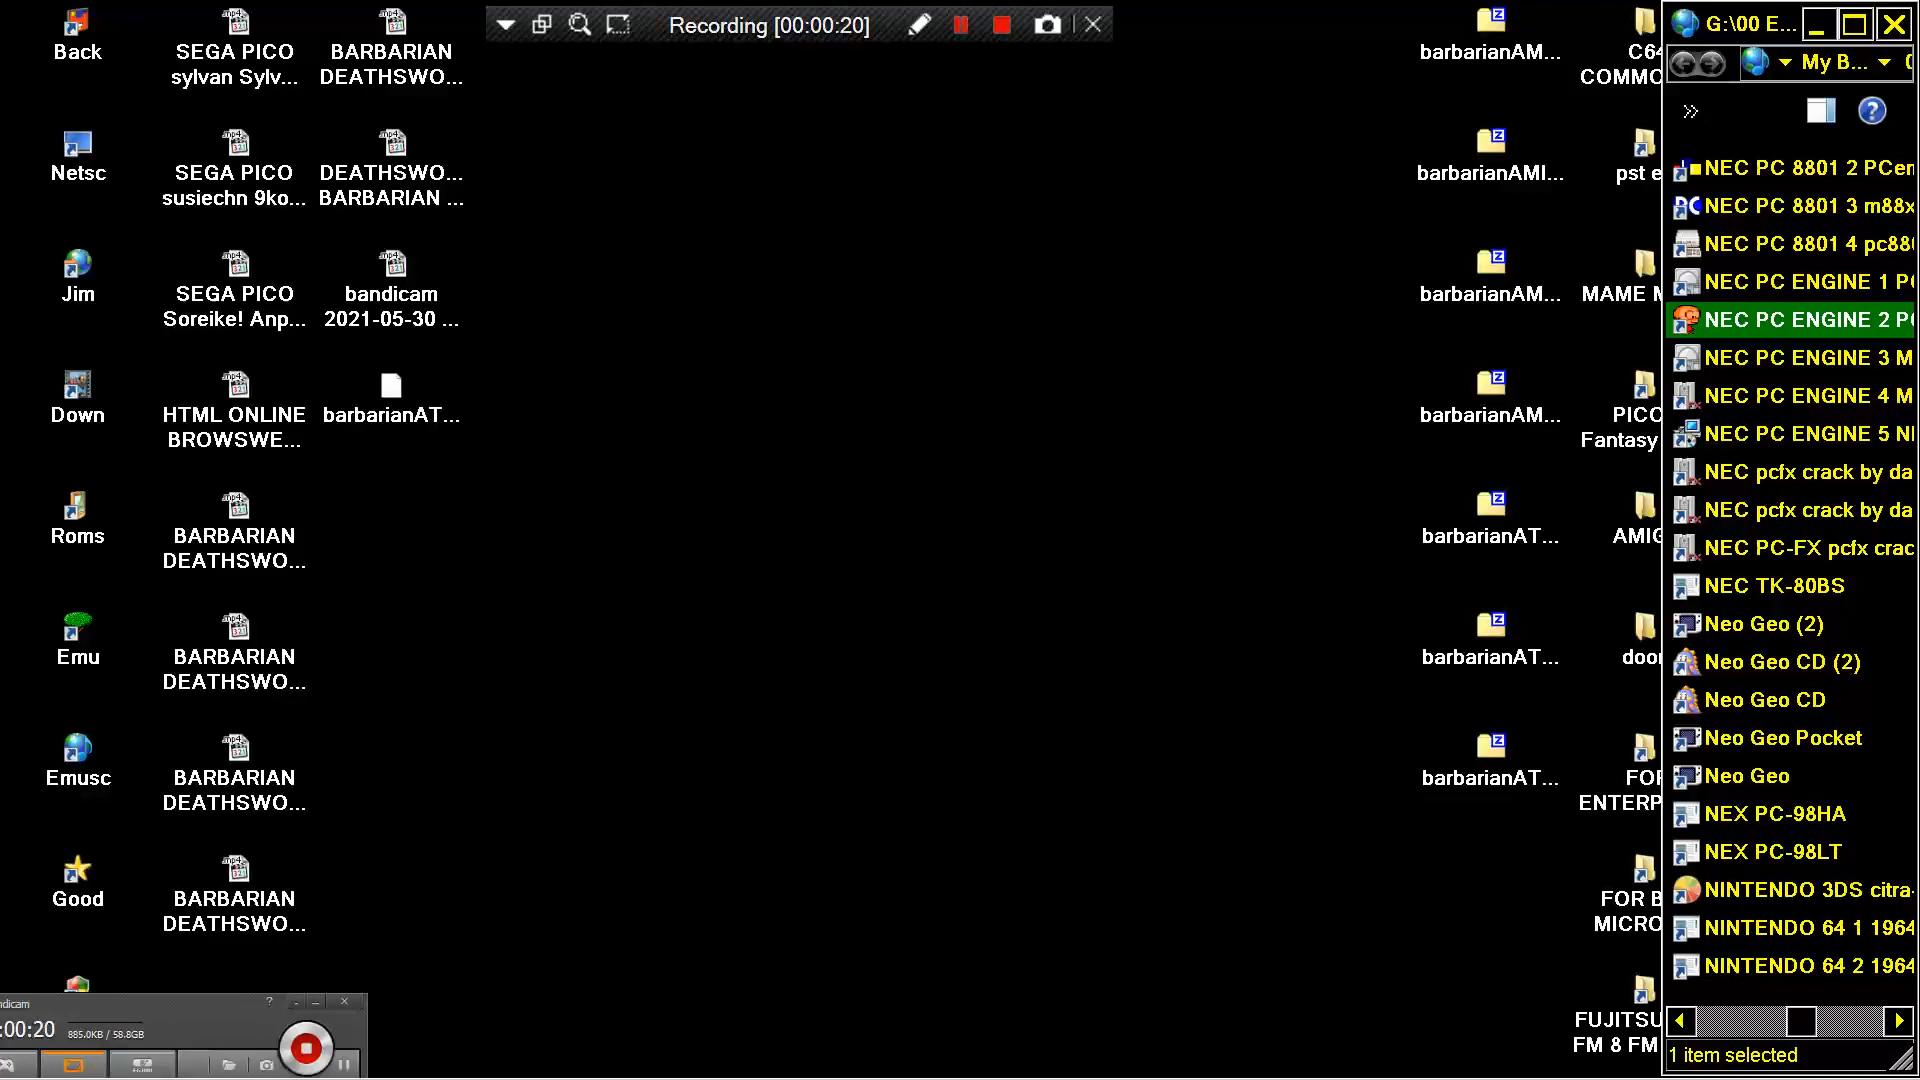 Back
SEGA PICO
sylvan Sylv...
BARBARIAN
DEATHSWO...
Netsc
SEGA PICO
susiechn 9ko...
DEATHSWO...
BARBARIAN ...
Jim
SEGA PICO
Soreike! Anp...
bandicam
2021-05-30 ...
Down
HTML ONLINE
BROWSWE...
barbarianAT...
Roms
BARBARIAN
DEATHSWO...
Emu
BARBARIAN
DEATHSWO...
Emusc
BARBARIAN
DEATHSWO...
Good
BARBARIAN
DEATHSWO...
Recording [00:00:20]
barbarianAM...
C64
COMMO
barbarianAMI...
pst e
barbarianAM...
MAME M
barbarianAM...
PICO
Fantasy
barbarianAT...
AMIG
barbarianAT...
doo
barbarianAT...
FOR
ENTERP
FOR B
MICRO
FUJITSU
FM 8 FM
G:\00 E...
My B...
NEC PC 8801 2 PCe
NEC PC 8801 3 m88x
NEC PC 8801 4 pc88
NEC PC ENGINE 1 P
NEC PC ENGINE 2 P
NEC PC ENGINE 3 M
NEC PC ENGINE 4 M
NEC PC ENGINE 5 N
NEC pcfx crack by da
NEC pcfx crack by da
NEC PC-FX pcfx crac
NEC TK-80BS
Neo Geo (2)
Neo Geo CD (2)
Neo Geo CD
Neo Geo Pocket
Neo Geo
NEX PC-98HA
NEX PC-98LT
NINTENDO 3DS citra-
NINTENDO 64 1 1964
NINTENDO 64 2 1964
1 item selected
ndicam
:00:20
885.0KB / 58.8GB